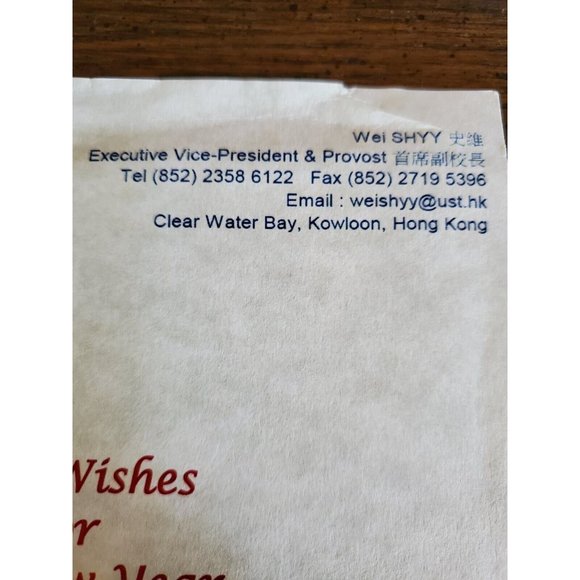 Wei SHYY 史維
Executive Vice-President & Provost 首席副校長
Tel (852) 2358 6122 Fax (852) 2719 5396
Email : weishyy@ust.hk
Clear Water Bay, Kowloon, Hong Kong
Wishes